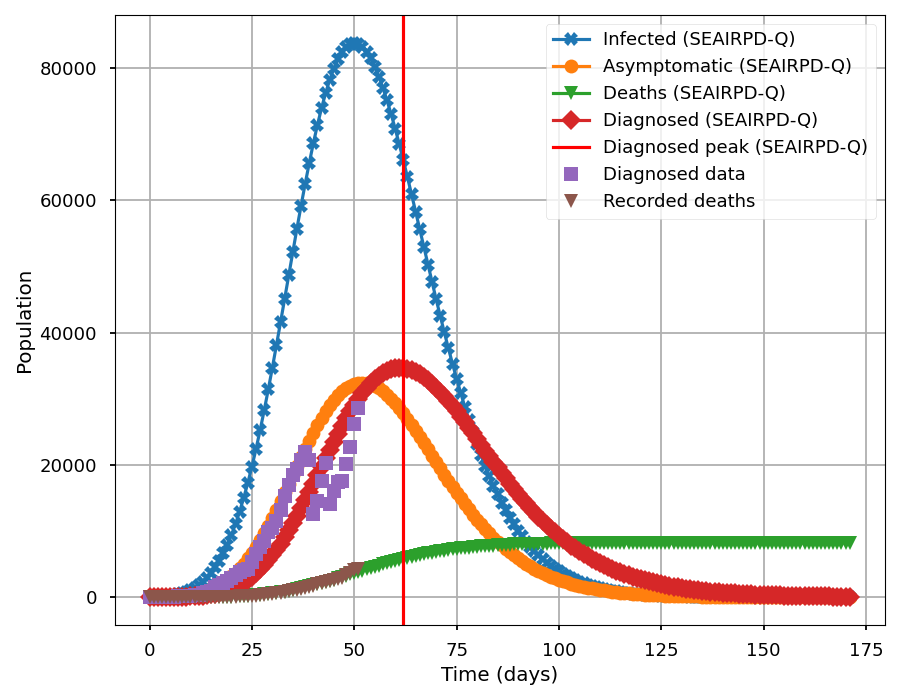 Infected (SEAIRPD-Q)
Asymptomatic (SEAIRPD-Q)
Deaths (SEAIRPD-Q)
Diagnosed (SEAIRPD-Q)
Diagnosed peak (SEAIRPD-Q)
Diagnosed data
Recorded deaths
80000
60000
40000
20000
0
Population
0 25 50 75 100 125 150 175
Time (days)